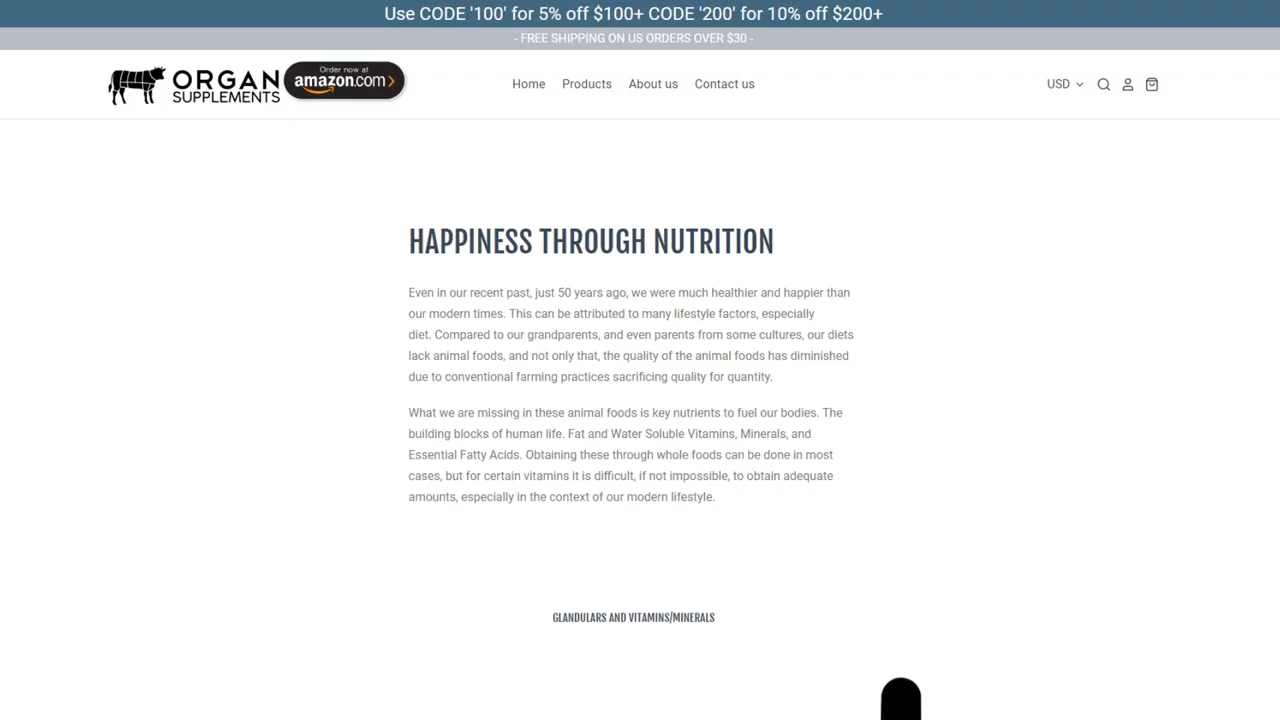 Use CODE '100' for 5% off $100+ CODE '200' for 10% off $200+
- FREE SHIPPING ON US ORDERS OVER $30 -
ORGAN
SUPPLEMENTS
Order now at
amazon.com
Home Products About us Contact us
USD
HAPPINESS THROUGH NUTRITION
Even in our recent past, just 50 years ago, we were much healthier and happier than
our modern times. This can be attributed to many lifestyle factors, especially
diet. Compared to our grandparents, and even parents from some cultures, our diets
lack animal foods, and not only that, the quality of the animal foods has diminished
due to conventional farming practices sacrificing quality for quantity.
What we are missing in these animal foods is key nutrients to fuel our bodies. The
building blocks of human life. Fat and Water Soluble Vitamins, Minerals, and
Essential Fatty Acids. Obtaining these through whole foods can be done in most
cases, but for certain vitamins it is difficult, if not impossible, to obtain adequate
amounts, especially in the context of our modern lifestyle.
GLANDULARS AND VITAMINS/MINERALS